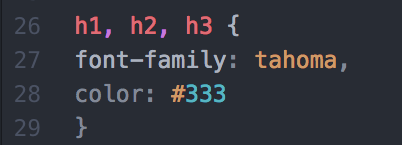 26 h1, h2, h3 {
27 font-family: tahoma,
28 color: #333
29 }